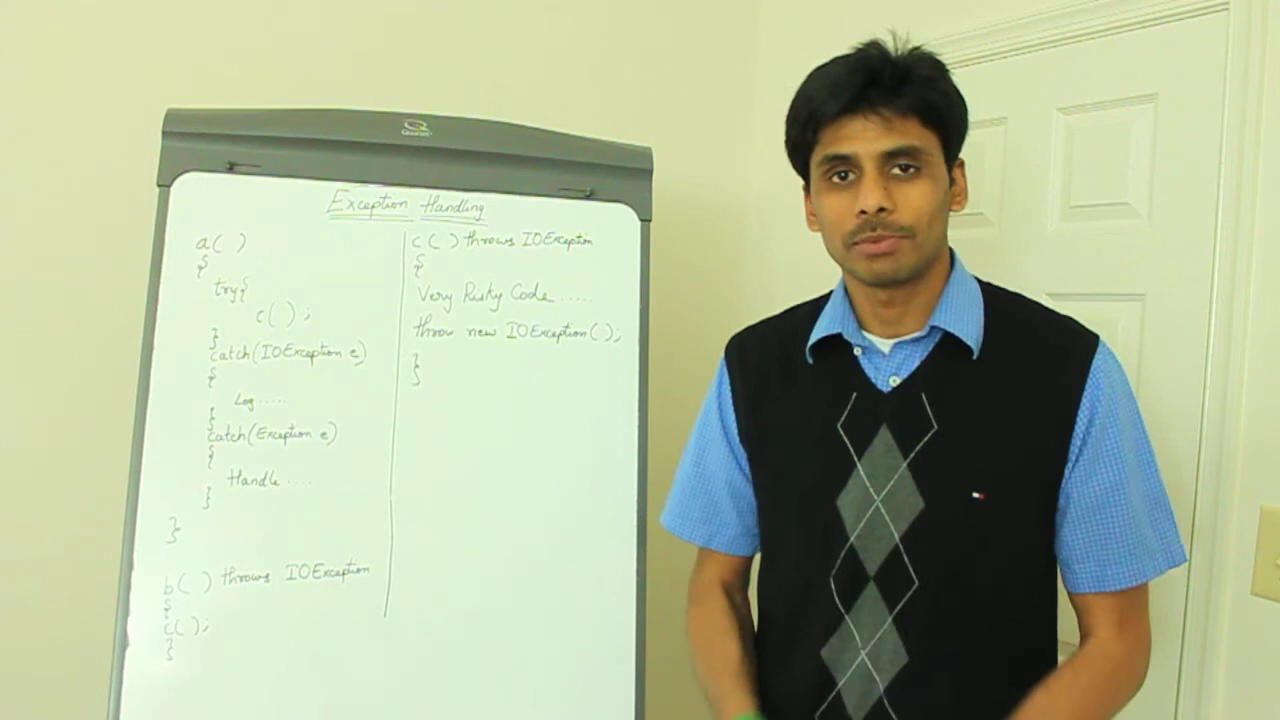 Quartet
Exception Handling
a( )
{
try{
c( );
}
catch(IOException e)
{
Log.....
}
catch(Exception e)
{
Handle....
}
}
b( ) throws IOException
{
c( );
}
c( ) throws IOException
{
Very Risky Code.....
throw new IOException( );
}
}